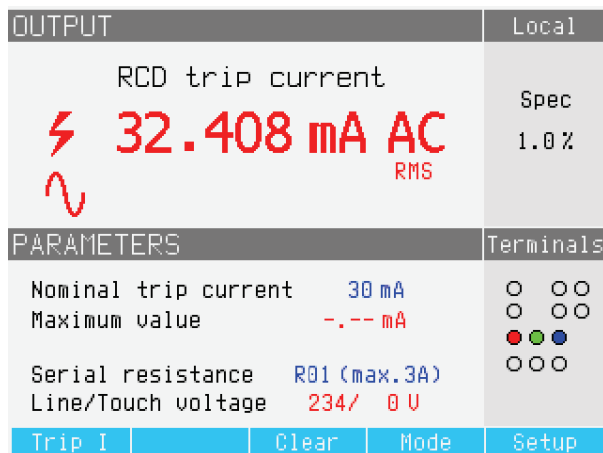 OUTPUT
Local
RCD trip current
32.408 mA AC
RMS
Spec
1.0%
PARAMETERS
Terminals
Nominal trip current 30 mA
Maximum value -.-- mA
Serial resistance R01 (max.3A)
Line/Touch voltage 234/ 0 V
Trip I
Clear
Mode
Setup